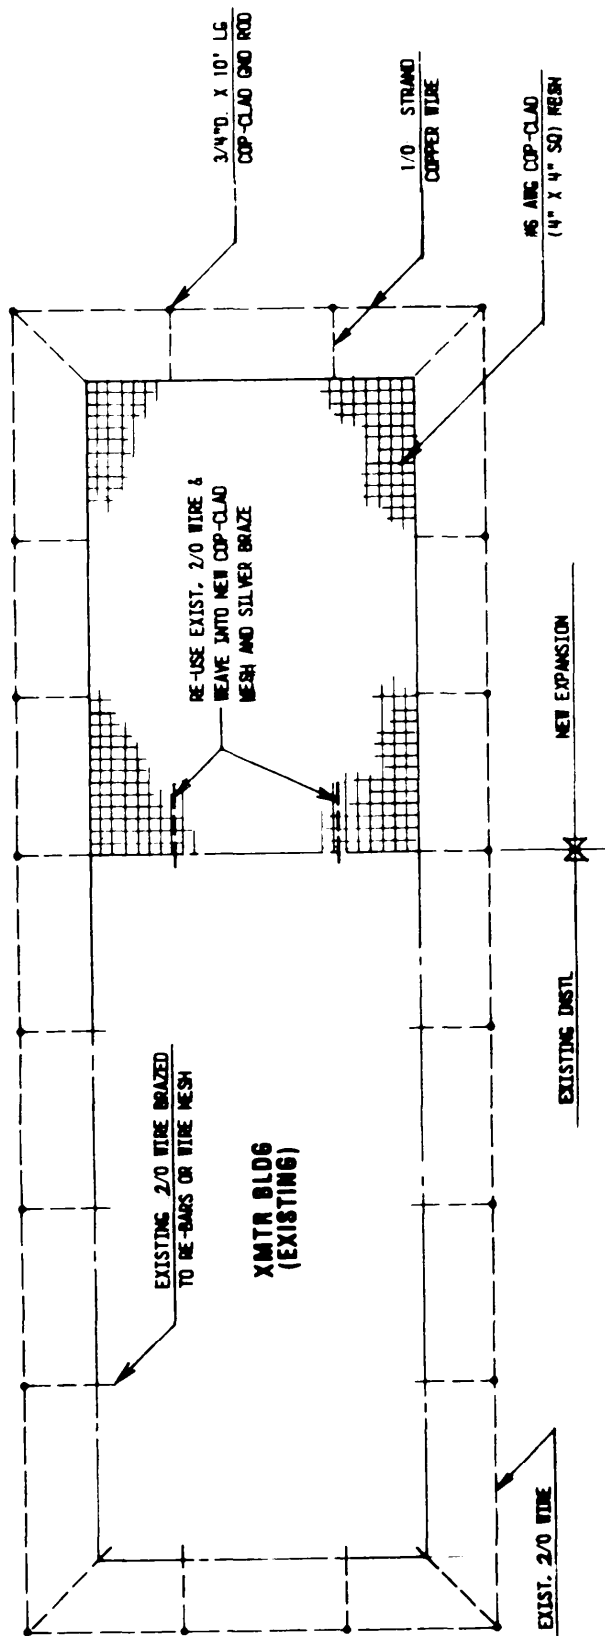 3/4"D. X 10' LG
COP-CLAD GND ROD
1/0 STRAND
COPPER WIRE
#6 AWG COP-CLAD
(4" X 4" SQ) MESH
RE-USE EXIST. 2/0 WIRE &
WEAVE INTO NEW COP-CLAD
MESH AND SILVER BRAZE
NEW EXPANSION
EXISTING INSTL
EXISTING 2/0 WIRE BRAZED
TO RE-BARS OR WIRE MESH
XMTR BLDG
(EXISTING)
EXIST. 2/0 WIRE